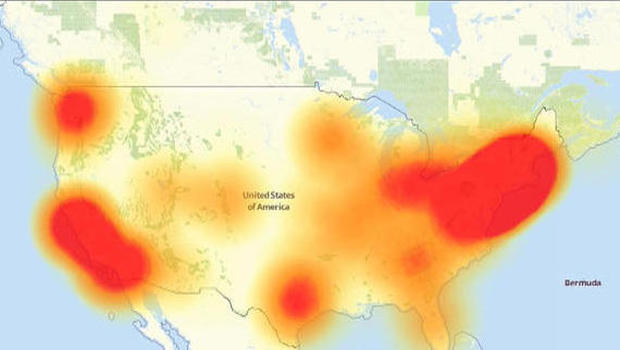 United States
of America
Bermuda